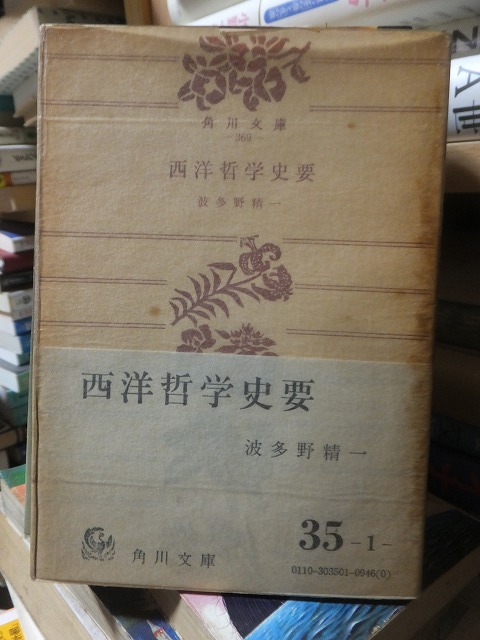 角川文庫
−369−
西洋哲学史要
波多野精一
西洋哲学史要
波多野精一
35-1-
角川文庫
0110-303501-0946(0)